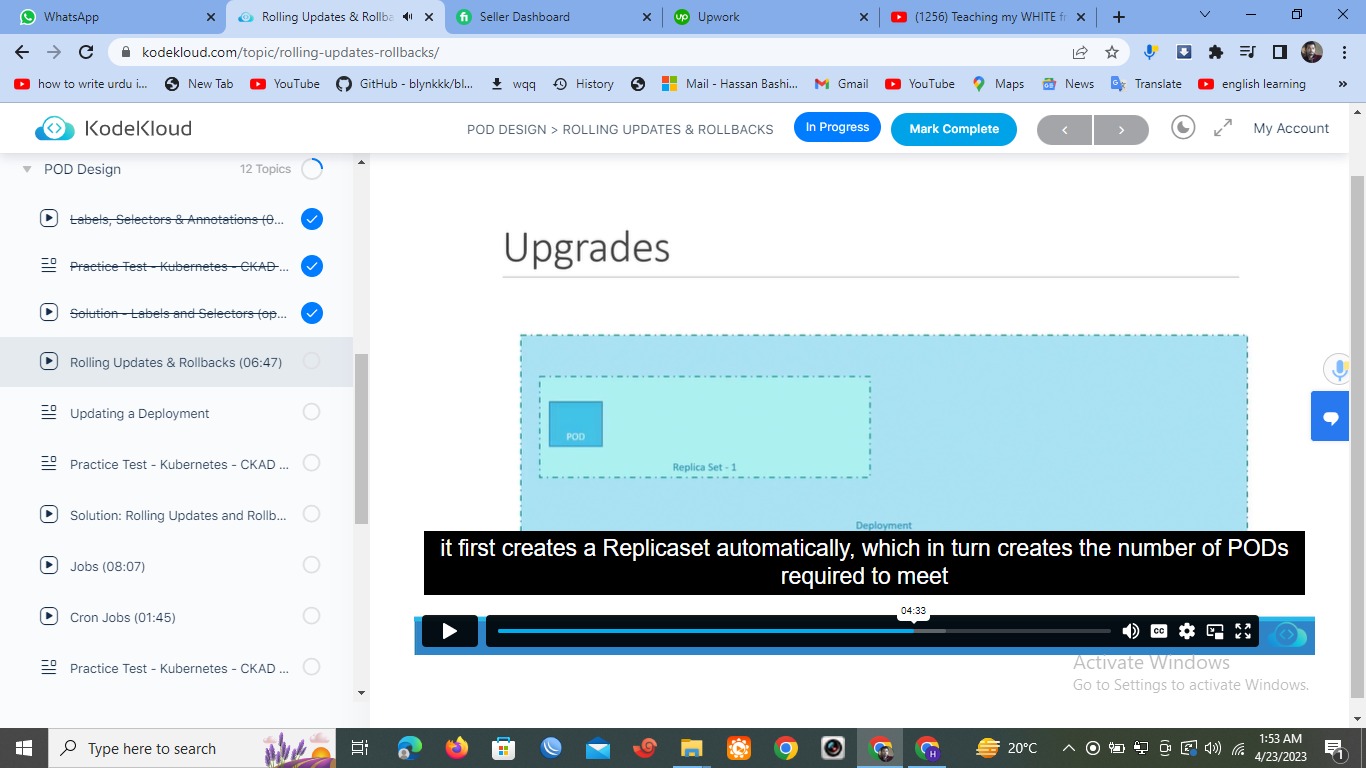 WhatsApp
Rolling Updates & Rollba
Seller Dashboard
Upwork
(1256) Teaching my WHITE fr
kodekloud.com/topic/rolling-updates-rollbacks/
how to write urdu i...
New Tab
YouTube
GitHub - blynkkk/bl...
wqq
History
Mail - Hassan Bashi...
Gmail
YouTube
Maps
News
Translate
english learning
»
KodeKloud
POD DESIGN > ROLLING UPDATES & ROLLBACKS
In Progress
Mark Complete
My Account
POD Design
12 Topics
Labels, Selectors & Annotations (0...
Practice Test - Kubernetes - CKAD ...
Solution - Labels and Selectors (op...
Rolling Updates & Rollbacks (06:47)
Updating a Deployment
Practice Test - Kubernetes - CKAD ...
Solution: Rolling Updates and Rollb...
Jobs (08:07)
Cron Jobs (01:45)
Practice Test - Kubernetes - CKAD ...
Upgrades
POD
Replica Set - 1
Deployment
it first creates a Replicaset automatically, which in turn creates the number of PODs
required to meet
04:33
CC
Activate Windows
Go to Settings to activate Windows.
Type here to search
20°C
1:53 AM
4/23/2023
1